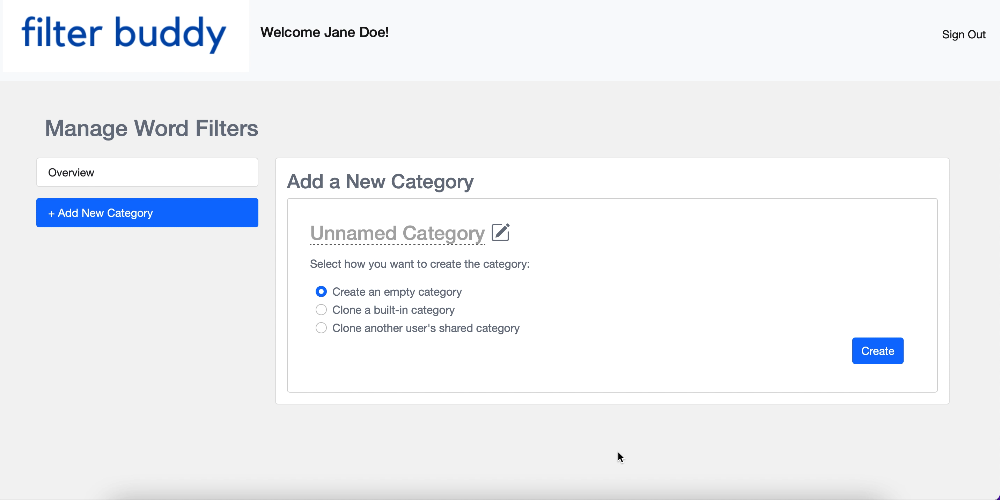 filter buddy
Welcome Jane Doe!
Sign Out
Manage Word Filters
Overview
+ Add New Category
Add a New Category
Unnamed Category
Select how you want to create the category:
Create an empty category
Clone a built-in category
Clone another user's shared category
Create